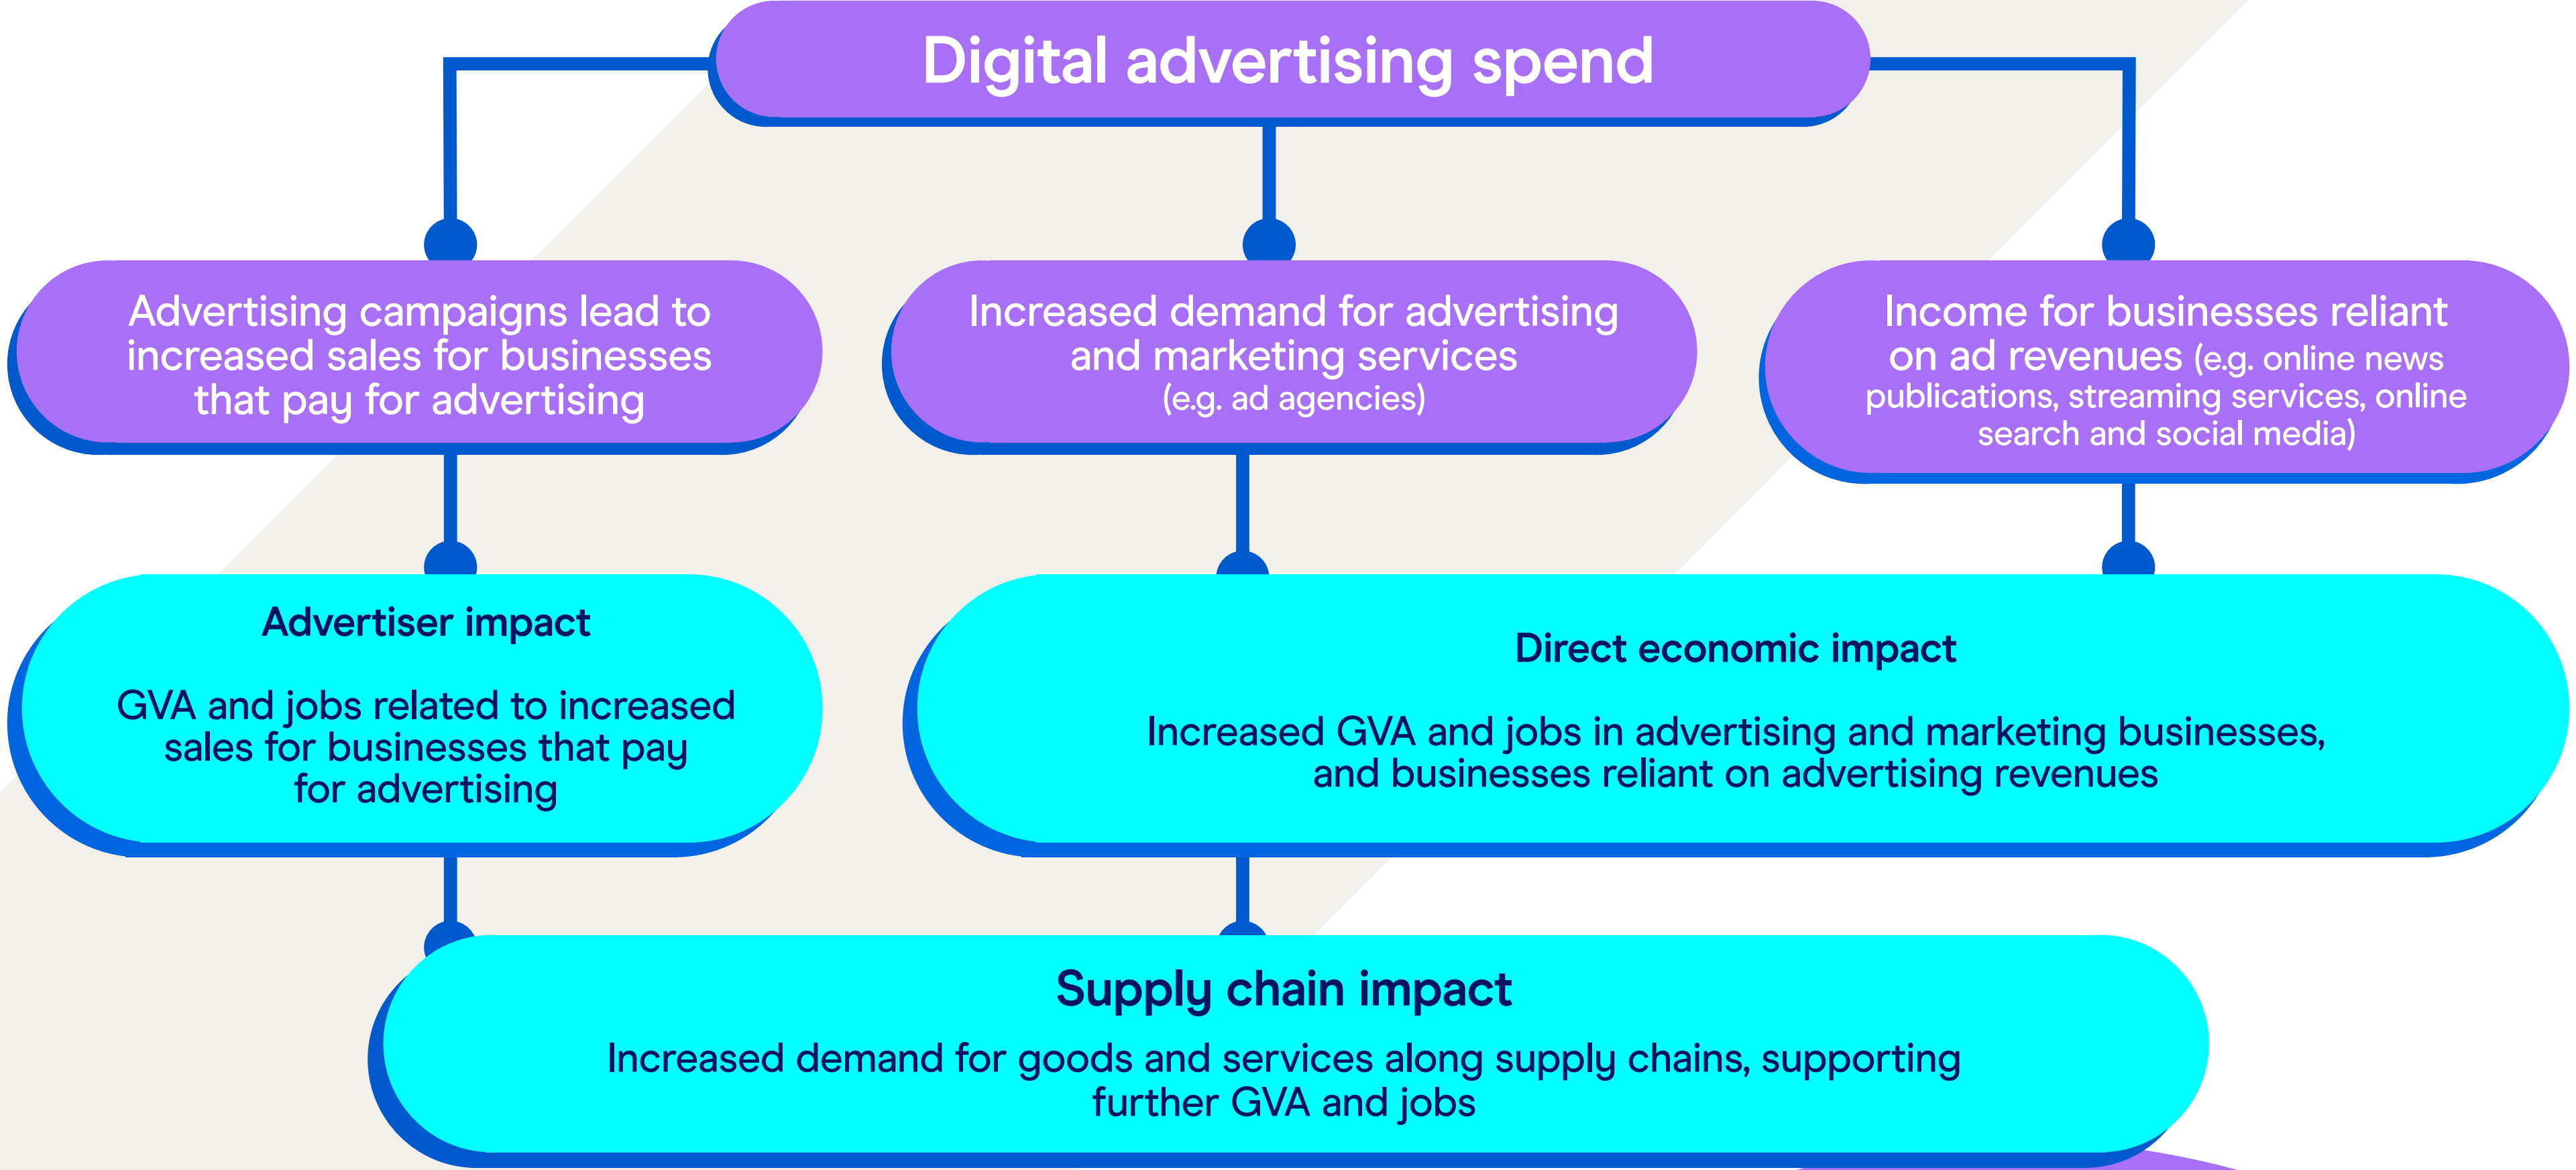 Digital advertising spend
Advertising campaigns lead to
increased sales for businesses
that pay for advertising
Increased demand for advertising
and marketing services
(e.g. ad agencies)
Income for businesses reliant
on ad revenues (e.g. online news
publications, streaming services, online
search and social media)
Advertiser impact
GVA and jobs related to increased
sales for businesses that pay
for advertising
Direct economic impact
Increased GVA and jobs in advertising and marketing businesses,
and businesses reliant on advertising revenues
Supply chain impact
Increased demand for goods and services along supply chains, supporting
further GVA and jobs